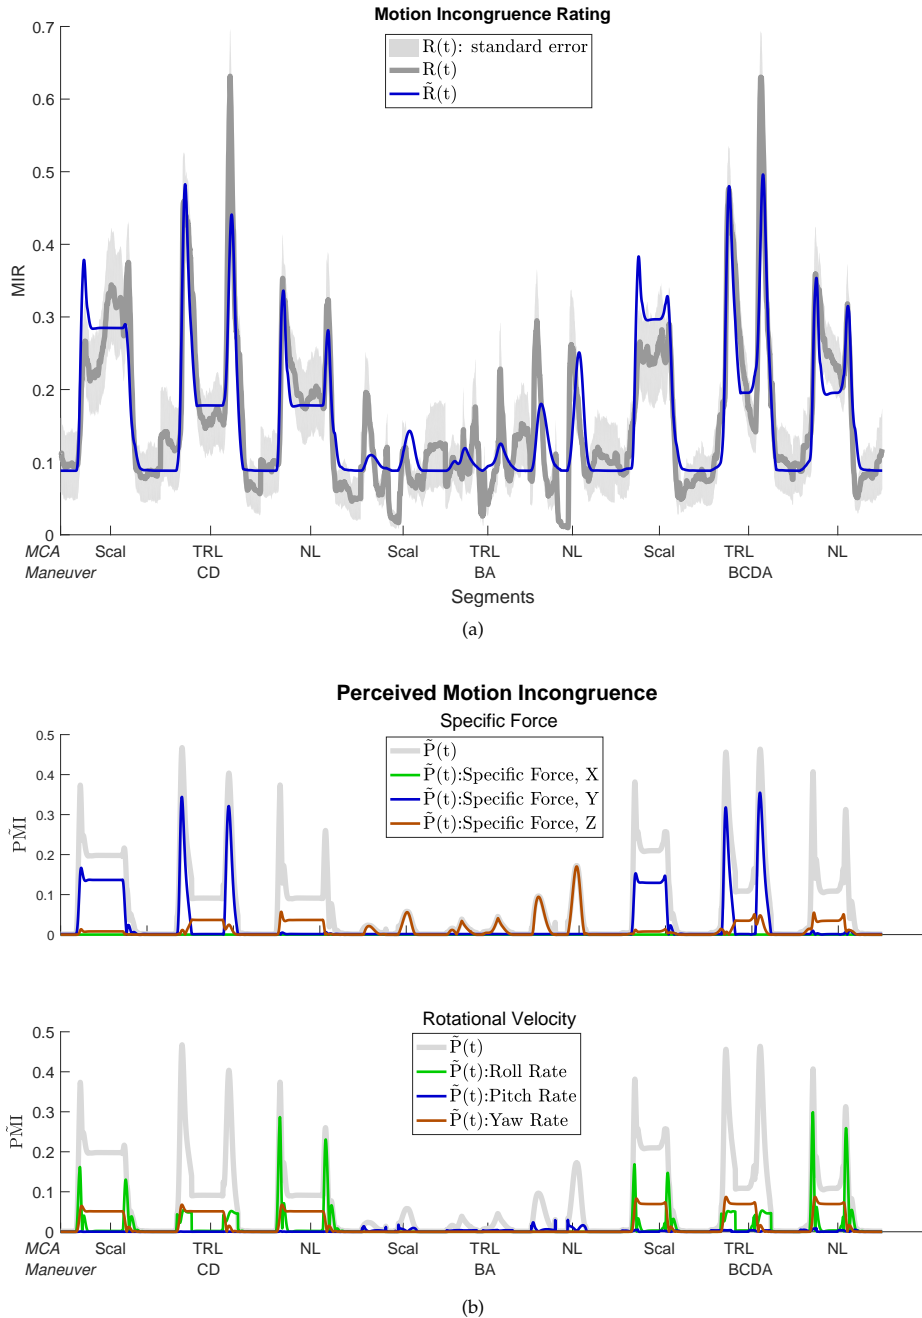 Motion Incongruence Rating
R(t): standard error
R(t)
R̃(t)
MIR
0.7
0.6
0.5
0.4
0.3
0.2
0.1
0
MCA Scal TRL NL Scal TRL NL Scal TRL NL
Maneuver CD BA BCDA
Segments
(a)
Perceived Motion Incongruence
Specific Force
P̃(t)
P̃(t):Specific Force, X
P̃(t):Specific Force, Y
P̃(t):Specific Force, Z
PM̃I
0.5
0.4
0.3
0.2
0.1
0
Rotational Velocity
P̃(t)
P̃(t):Roll Rate
P̃(t):Pitch Rate
P̃(t):Yaw Rate
PM̃I
0.5
0.4
0.3
0.2
0.1
0
MCA Scal TRL NL Scal TRL NL Scal TRL NL
Maneuver CD BA BCDA
(b)